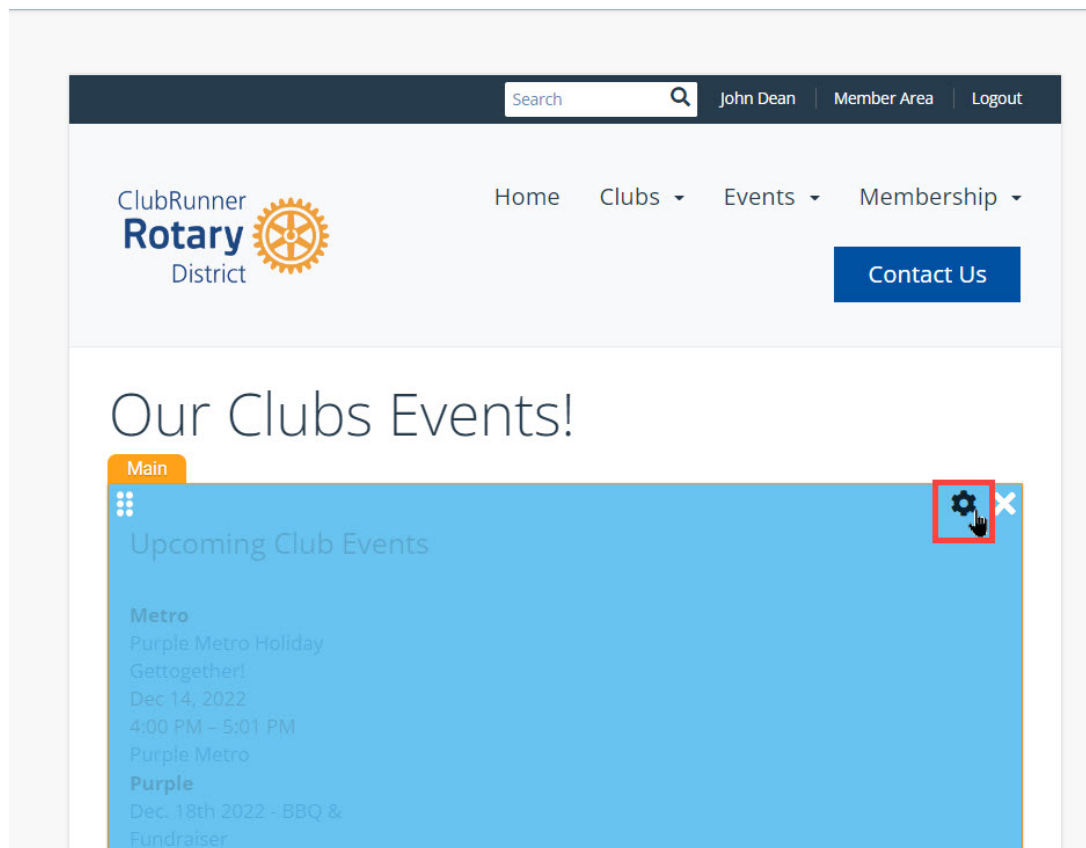 Search
John Dean
Member Area
Logout
ClubRunner
Rotary
District
Home
Clubs
Events
Membership
Contact Us
Our Clubs Events!
Main
Upcoming Club Events
Metro
Purple Metro Holiday
Gettogether!
Dec 14, 2022
4:00 PM – 5:01 PM
Purple Metro
Purple
Dec. 18th 2022 - BBQ &
Fundraiser